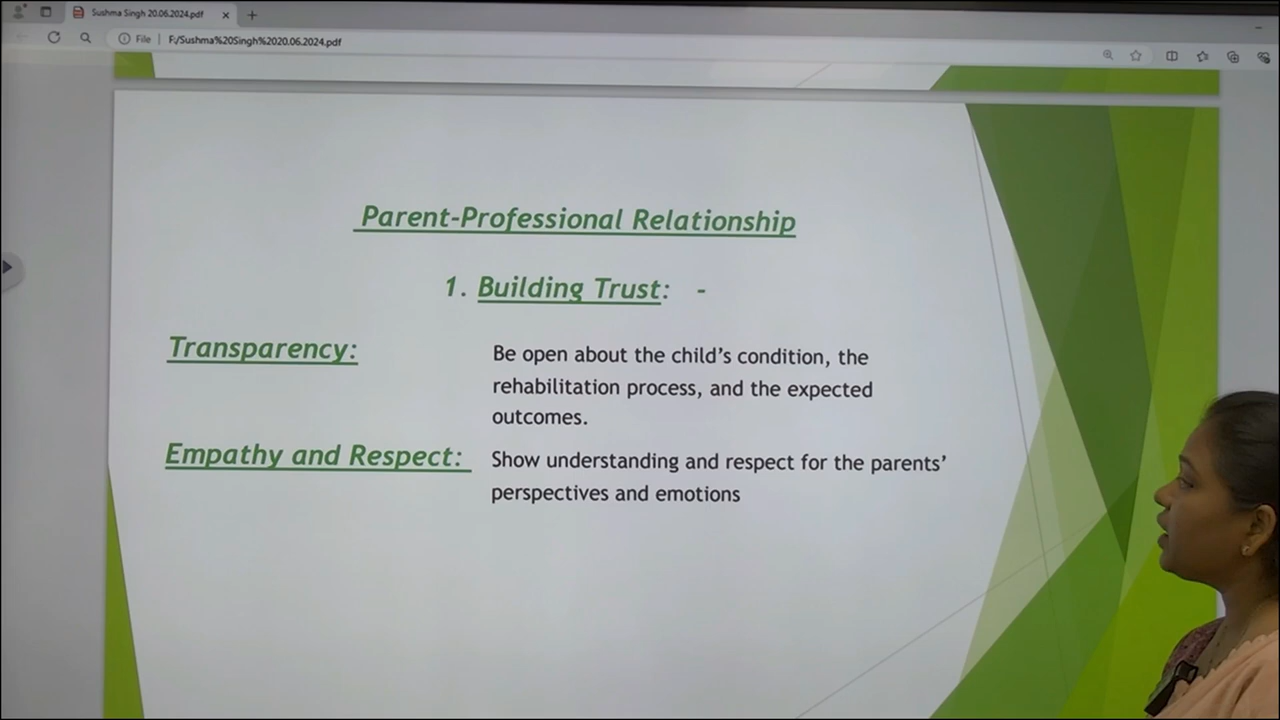 Sushma Singh 20.06.2024.pdf
File | F:/Sushma%20Singh%2020.06.2024.pdf
Parent-Professional Relationship
1. Building Trust: -
Transparency:
Be open about the child’s condition, the
rehabilitation process, and the expected
outcomes.
Empathy and Respect:
Show understanding and respect for the parents’
perspectives and emotions